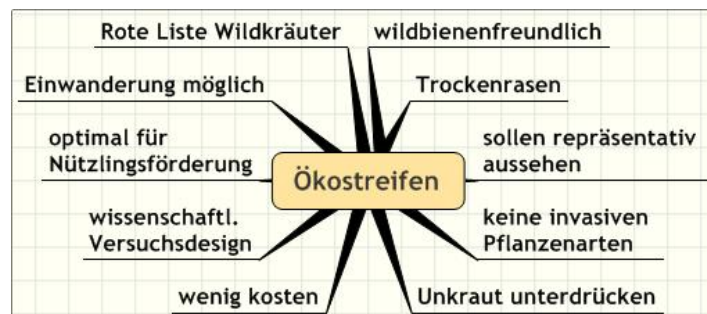 Rote Liste Wildkräuter
wildbienenfreundlich
Einwanderung möglich
Trockenrasen
optimal für
Nützlingsförderung
sollen repräsentativ
aussehen
Ökostreifen
wissenschaftl.
Versuchsdesign
keine invasiven
Pflanzenarten
wenig kosten
Unkraut unterdrücken